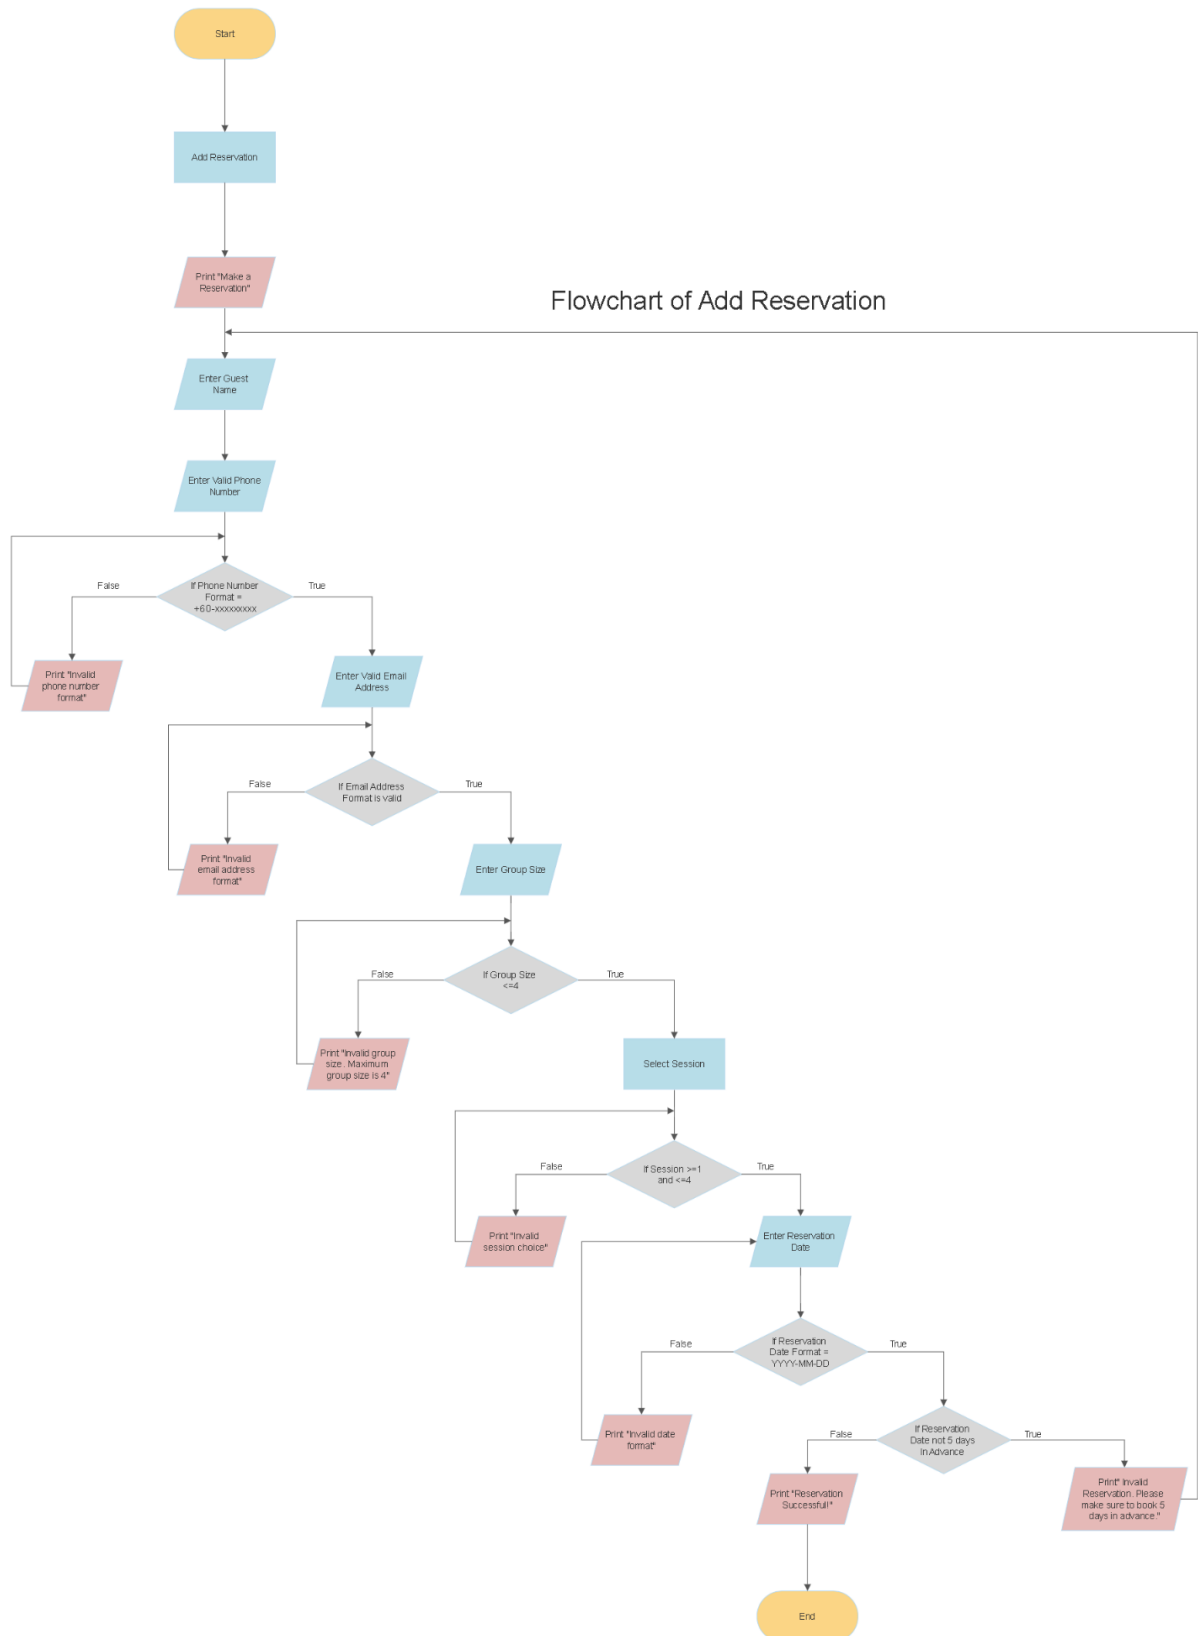 Start
Add Reservation
Print "Make a
Reservation"
Flowchart of Add Reservation
Enter Guest
Name
Enter Valid Phone
Number
False
If Phone Number
Format =
+60-xxxxxxxxx
True
Print "Invalid
phone number
format"
Enter Valid Email
Address
False
If Email Address
Format is valid
True
Print "Invalid
email address
format"
Enter Group Size
False
If Group Size
<=4
True
Print "Invalid group
size. Maximum
group size is 4"
Select Session
False
If Session >=1
and <=4
True
Print "Invalid
session choice"
Enter Reservation
Date
False
If Reservation
Date Format =
YYYY-MM-DD
True
Print "Invalid date
format"
False
If Reservation
Date not 5 days
in Advance
True
Print "Reservation
Successful!"
Print" Invalid
Reservation. Please
make sure to book 5
days in advance."
End